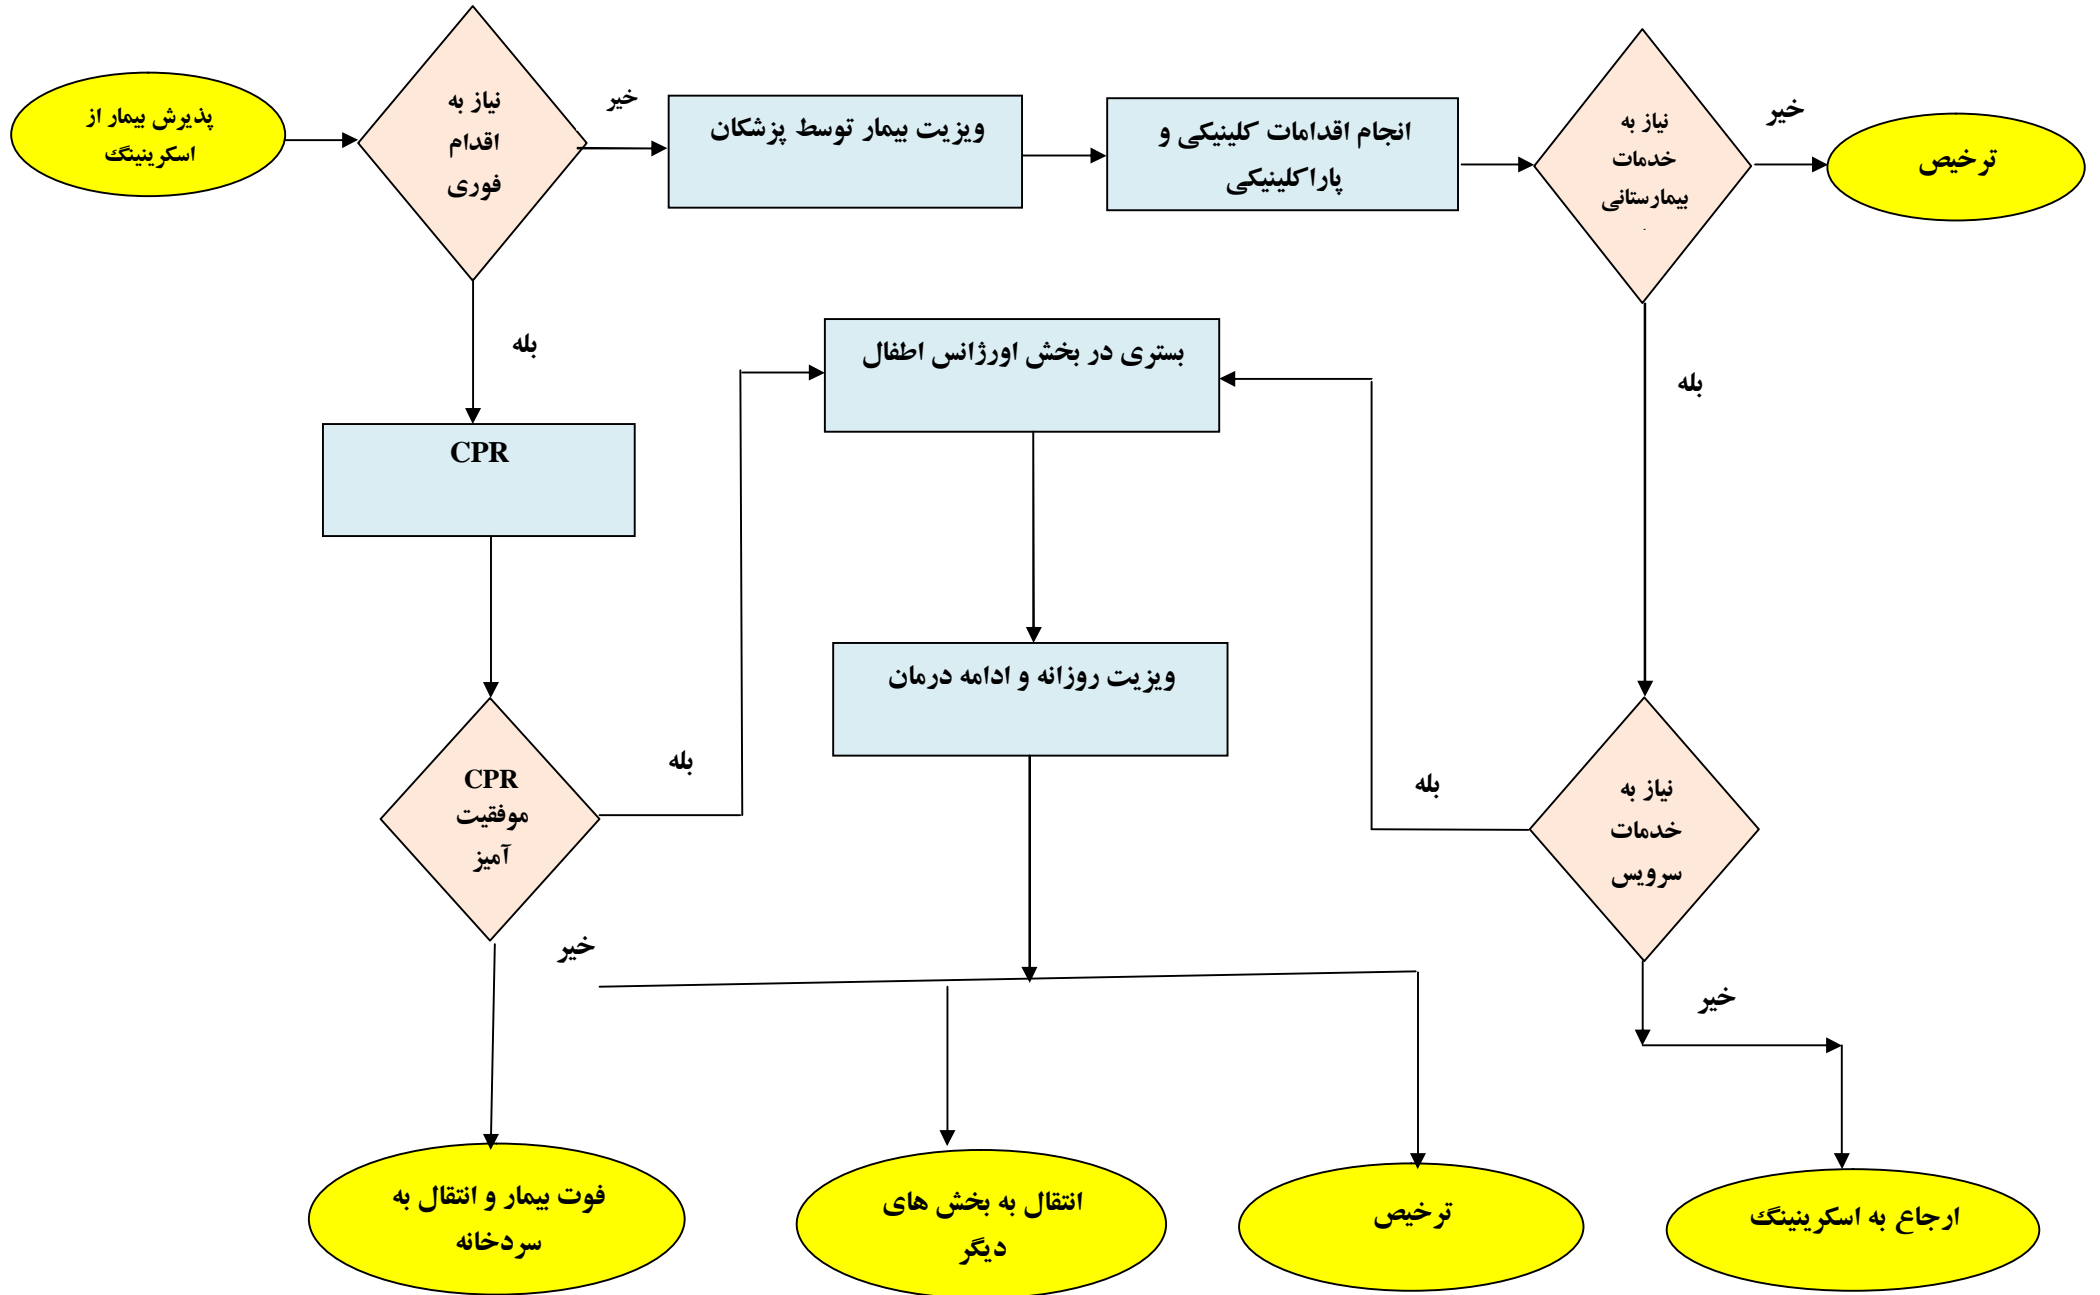 پذیرش بیمار از
اسکرینینگ
نیاز به
اقدام
فوری
خیر
ویزیت بیمار توسط پزشکان
انجام اقدامات کلینیکی و
پاراکلینیکی
نیاز به
خدمات
بیمارستانی
خیر
ترخیص
بله
بستری در بخش اورژانس اطفال
بله
CPR
ویزیت روزانه و ادامه درمان
CPR
موفقیت
آمیز
بله
بله
نیاز به
خدمات
سرویس
خیر
خیر
فوت بیمار و انتقال به
سردخانه
انتقال به بخش های
دیگر
ترخیص
ارجاع به اسکرینینگ